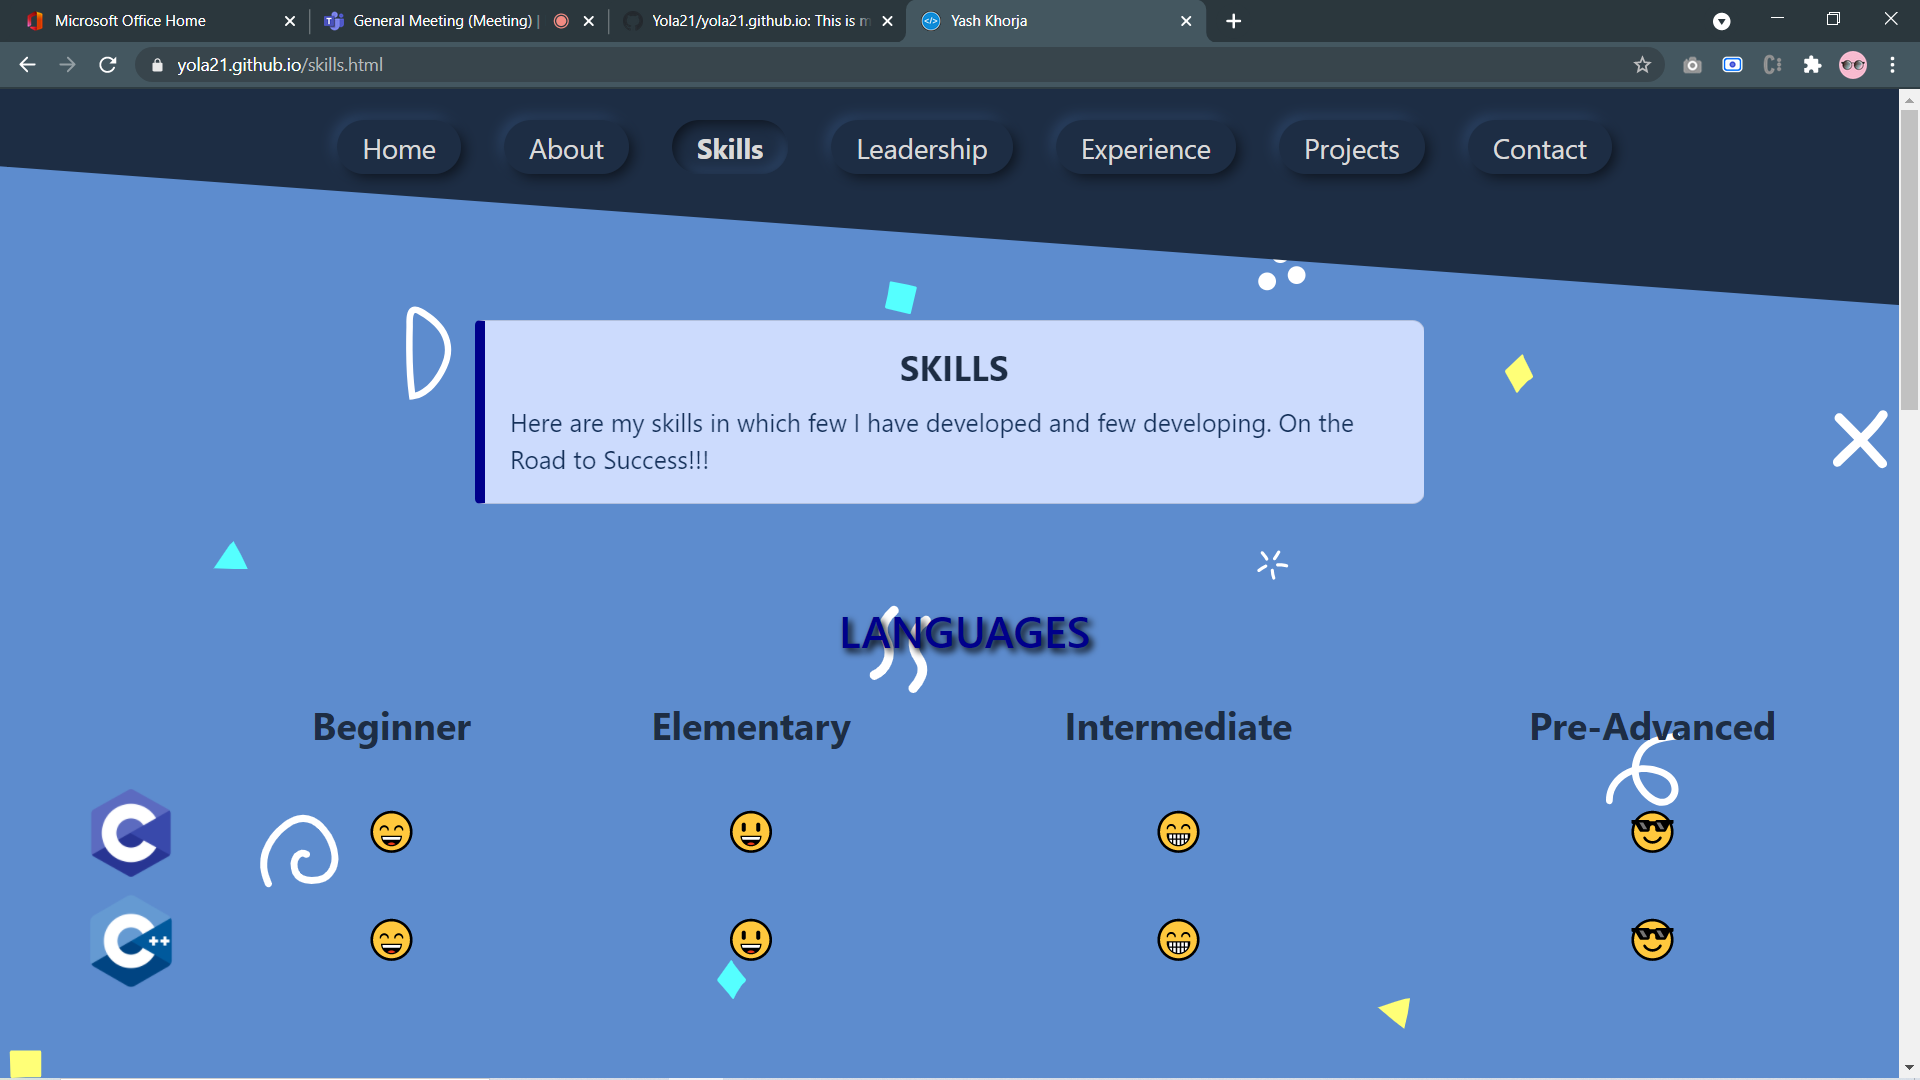 Microsoft Office Home
General Meeting (Meeting) |
Yola21/yola21.github.io: This is m
Yash Khorja
yola21.github.io/skills.html
Home
About
Skills
Leadership
Experience
Projects
Contact
SKILLS
Here are my skills in which few I have developed and few developing. On the
Road to Success!!!
LANGUAGES
Beginner
Elementary
Intermediate
Pre-Advanced
C
C++